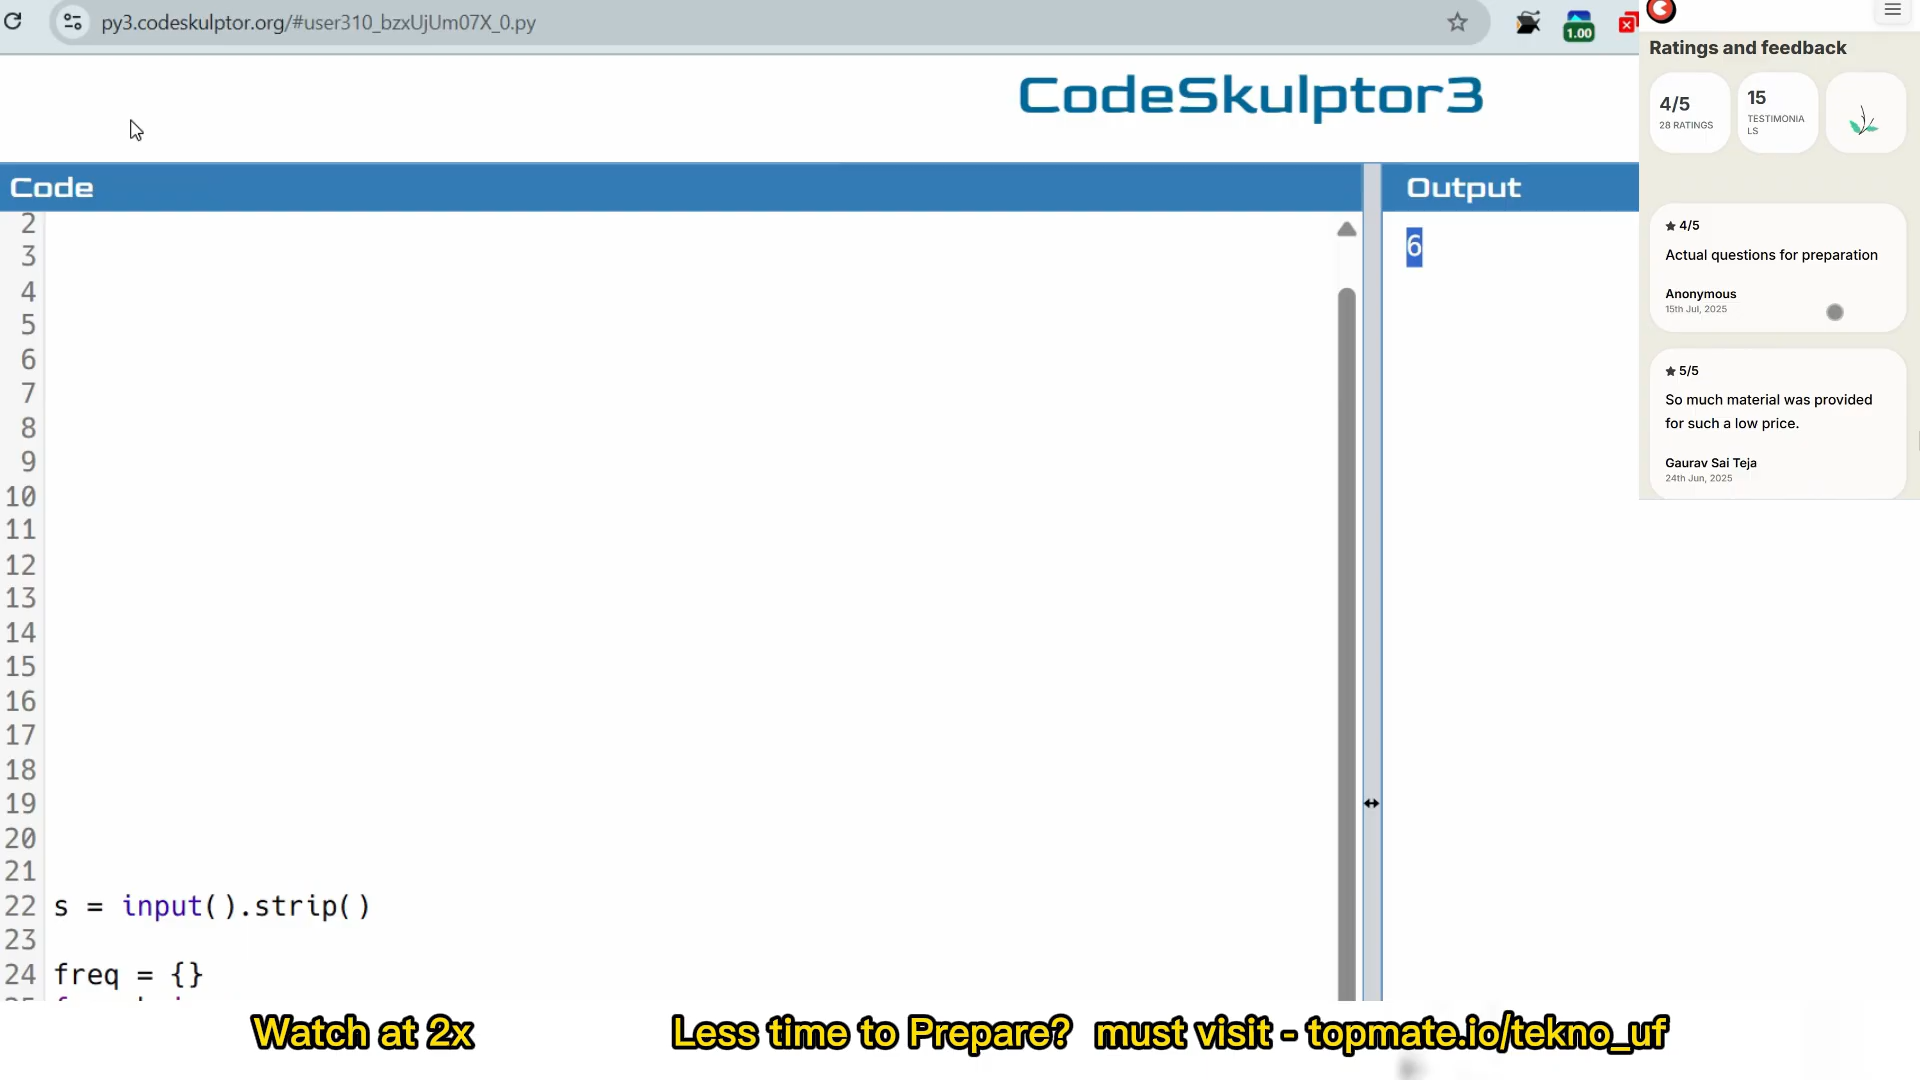 py3.codeskulptor.org/#user310_bzxUjUm07X_0.py
1.00
CodeSkulptor3
Code
Output
2
3
4
5
6
7
8
9
10
11
12
13
14
15
16
17
18
19
20
21
22 s = input().strip()
23
24 freq = {}
6
Ratings and feedback
4/5
28 RATINGS
15
TESTIMONIA
LS
★ 4/5
Actual questions for preparation
Anonymous
15th Jul, 2025
★ 5/5
So much material was provided
for such a low price.
Gaurav Sai Teja
24th Jun, 2025
Watch at 2x
Less time to Prepare? must visit - topmate.io/tekno_uf